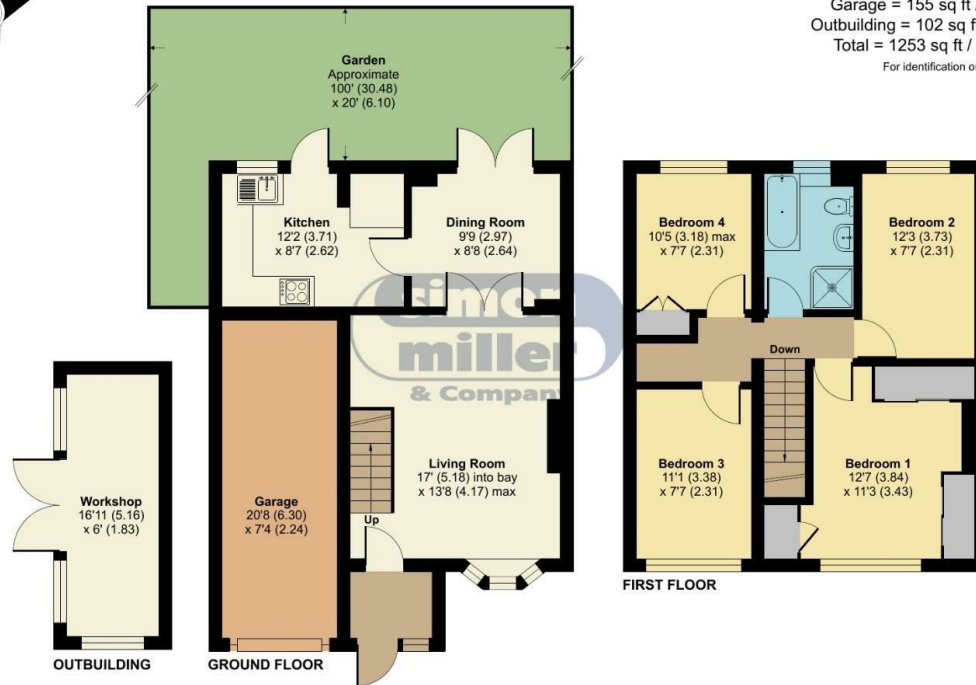 Garage = 155 sq ft /
Outbuilding = 102 sq ft
Total = 1253 sq ft /
For identification
Garden
Approximate
100' (30.48)
x 20' (6.10)
Kitchen
12'2 (3.71)
x 8'7 (2.62)
Dining Room
9'9 (2.97)
x 8'8 (2.64)
Bedroom 4
10'5 (3.18) max
x 7'7 (2.31)
Bedroom 2
12'3 (3.73)
x 7'7 (2.31)
simon
miller
& Company
Down
Workshop
16'11 (5.16)
x 6' (1.83)
Garage
20'8 (6.30)
x 7'4 (2.24)
Living Room
17' (5.18) into bay
x 13'8 (4.17) max
Up
Bedroom 3
11'1 (3.38)
x 7'7 (2.31)
Bedroom 1
12'7 (3.84)
x 11'3 (3.43)
FIRST FLOOR
OUTBUILDING
GROUND FLOOR